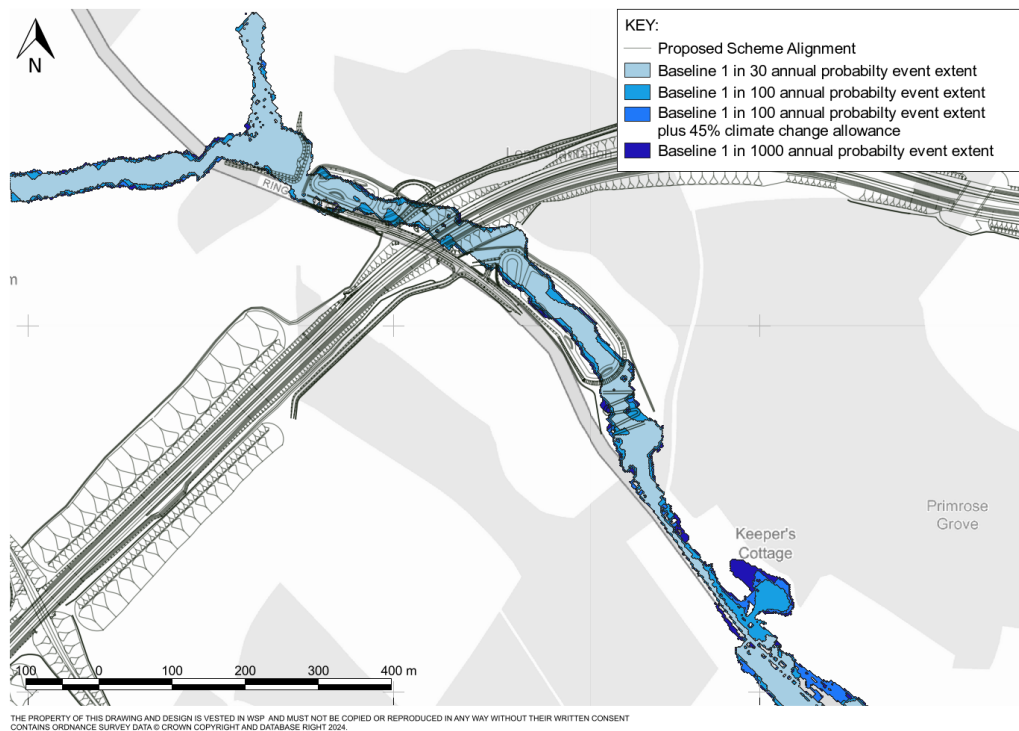 KEY:
Proposed Scheme Alignment
Baseline 1 in 30 annual probabilty event extent
Baseline 1 in 100 annual probabilty event extent
Baseline 1 in 100 annual probabilty event extent
plus 45% climate change allowance
Baseline 1 in 1000 annual probabilty event extent
N
RING
m
Primrose
Grove
Keeper's
Cottage
100 0 100 200 300 400 m
THE PROPERTY OF THIS DRAWING AND DESIGN IS VESTED IN WSP AND MUST NOT BE COPIED OR REPRODUCED IN ANY WAY WITHOUT THEIR WRITTEN CONSENT
CONTAINS ORDNANCE SURVEY DATA © CROWN COPYRIGHT AND DATABASE RIGHT 2024.